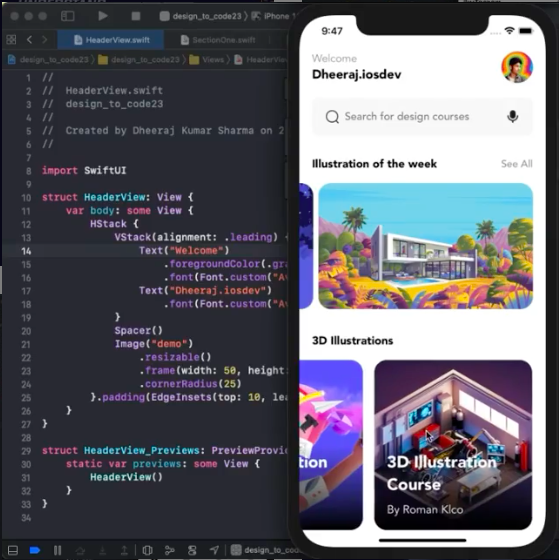 design_to_code23
iPhone 1
HeaderView.swift
SectionOne.swift
design_to_code23
design_to_code23
Views
HeaderView
1 //
2 // HeaderView.swift
3 // design_to_code23
4 //
5 // Created by Dheeraj Kumar Sharma on 2
6 //
7
8 import SwiftUI
9
10 struct HeaderView: View {
11 var body: some View {
12 HStack {
13 VStack(alignment: .leading) {
14 Text("Welcome")
15 .foregroundColor(.gra
16 .font(Font.custom("Av
17 Text("Dheeraj.iosdev")
18 .font(Font.custom("Av
19 }
20 Spacer()
21 Image("demo")
22 .resizable()
23 .frame(width: 50, height:
24 .cornerRadius(25)
25 }.padding(EdgeInsets(top: 10, lea
26 }
27 }
28
29 struct HeaderView_Previews: PreviewProvi
30 static var previews: some View {
31 HeaderView()
32 }
33 }
34
design_to_code
9:47
Welcome
Dheeraj.iosdev
Search for design courses
Illustration of the week
See All
3D Illustrations
tion
3D Illustration
Course
By Roman Klco